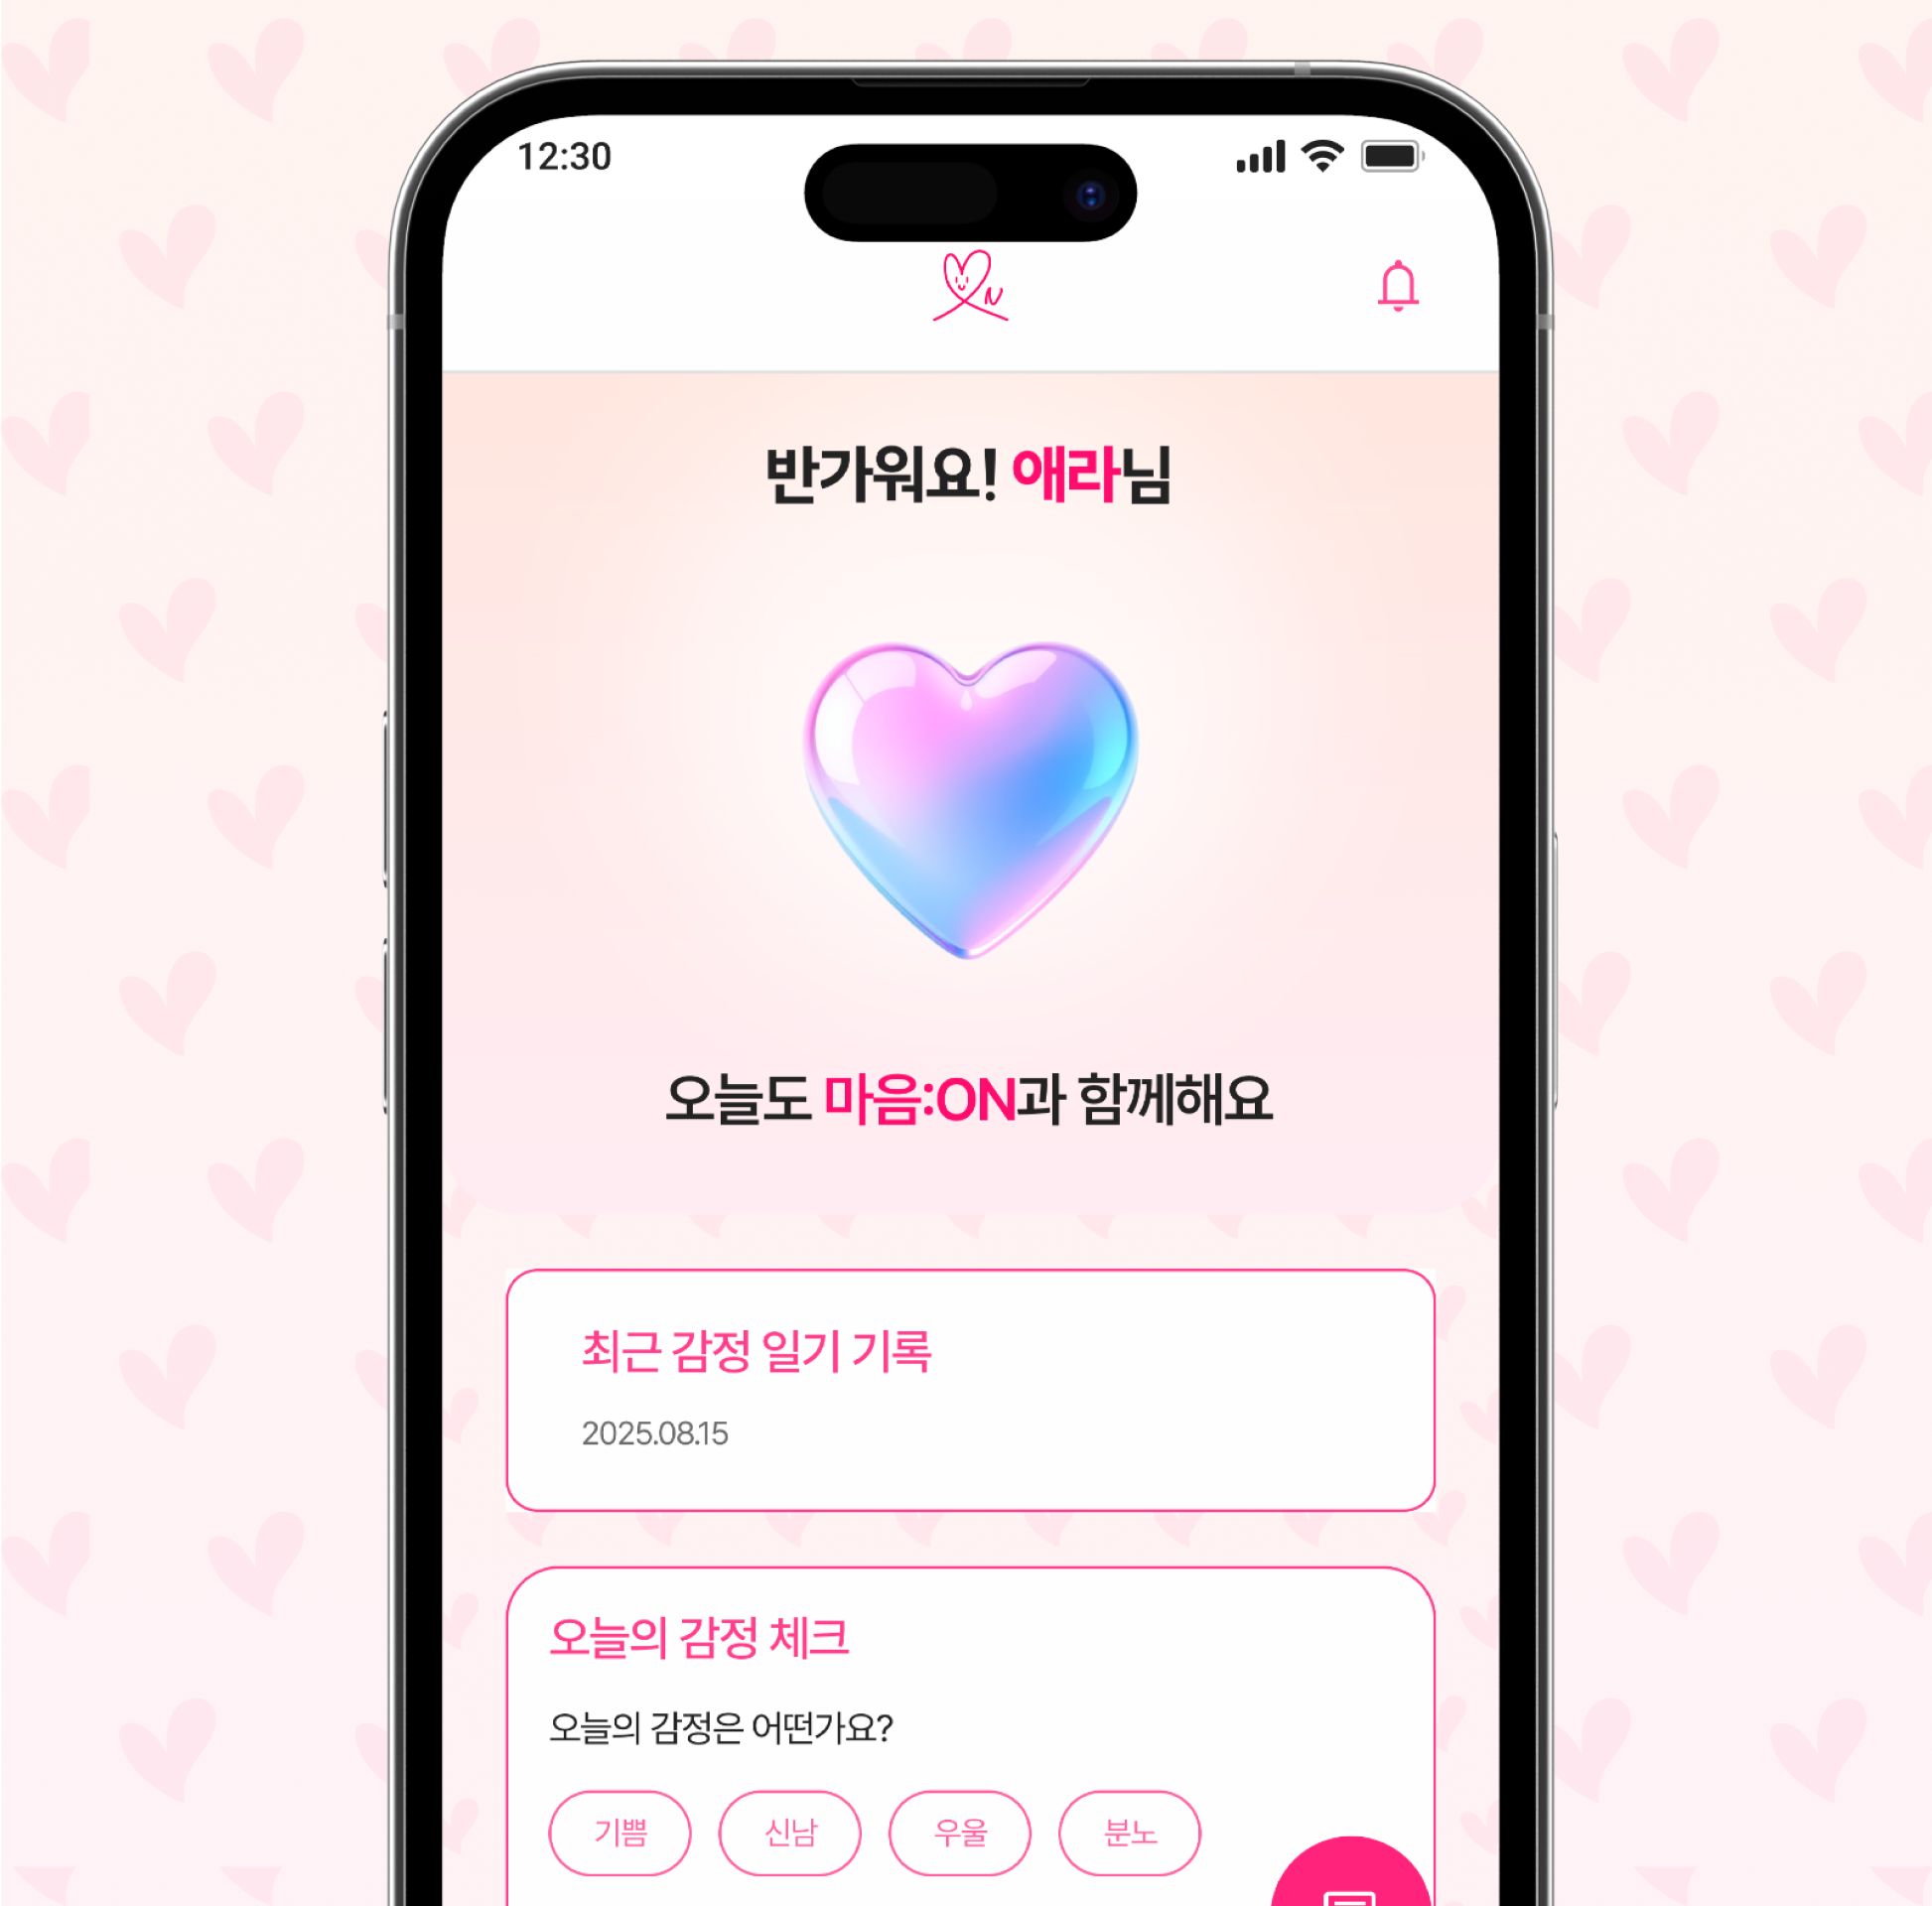 12:30
N
반가워요! 애라님
오늘도 마음:ON과 함께해요
최근 감정 일기 기록
2025.08.15
오늘의 감정 체크
오늘의 감정은 어떤가요?
기쁨 신남 우울 분노